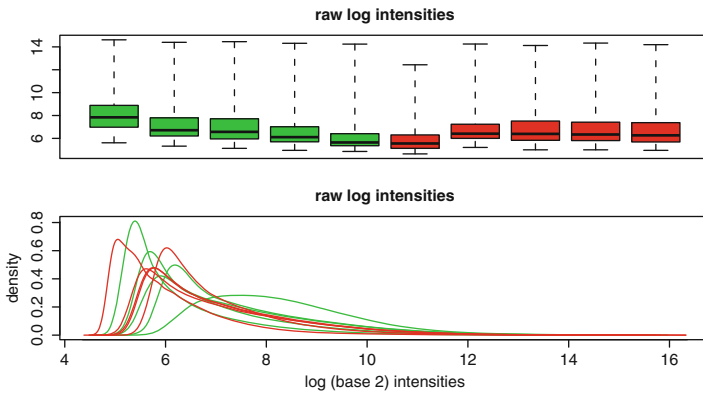 raw log intensities
14
8
6
raw log intensities
0.8
0.6
0.4
0.2
0.0
density
4 6 8 10 12 14 16
log (base 2) intensities